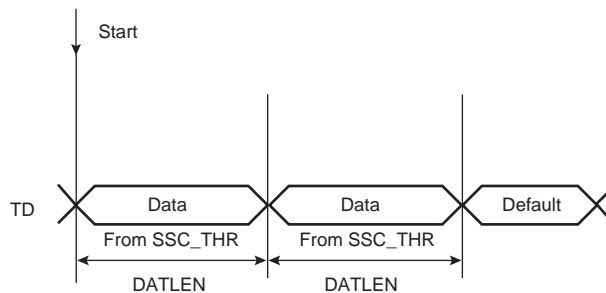 Start
TD
Data
Data
Default
From SSC_THR
From SSC_THR
DATLEN
DATLEN